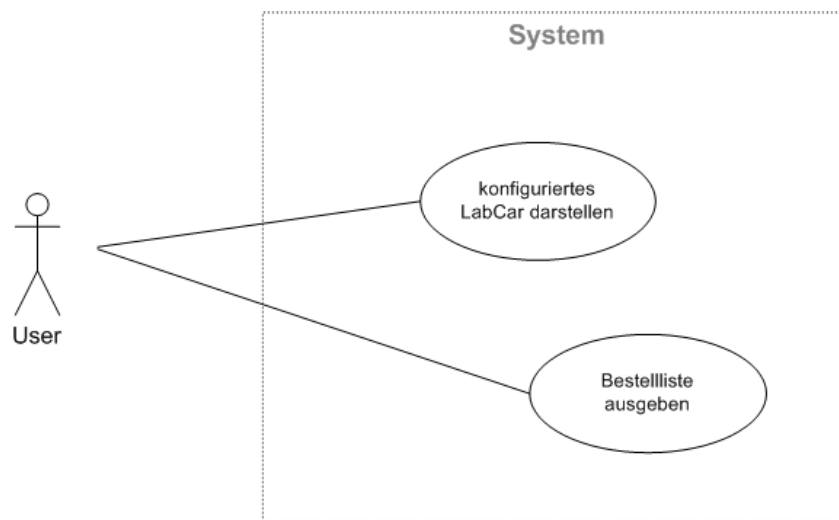 System
konfiguriertes
LabCar darstellen
User
Bestellliste
ausgeben